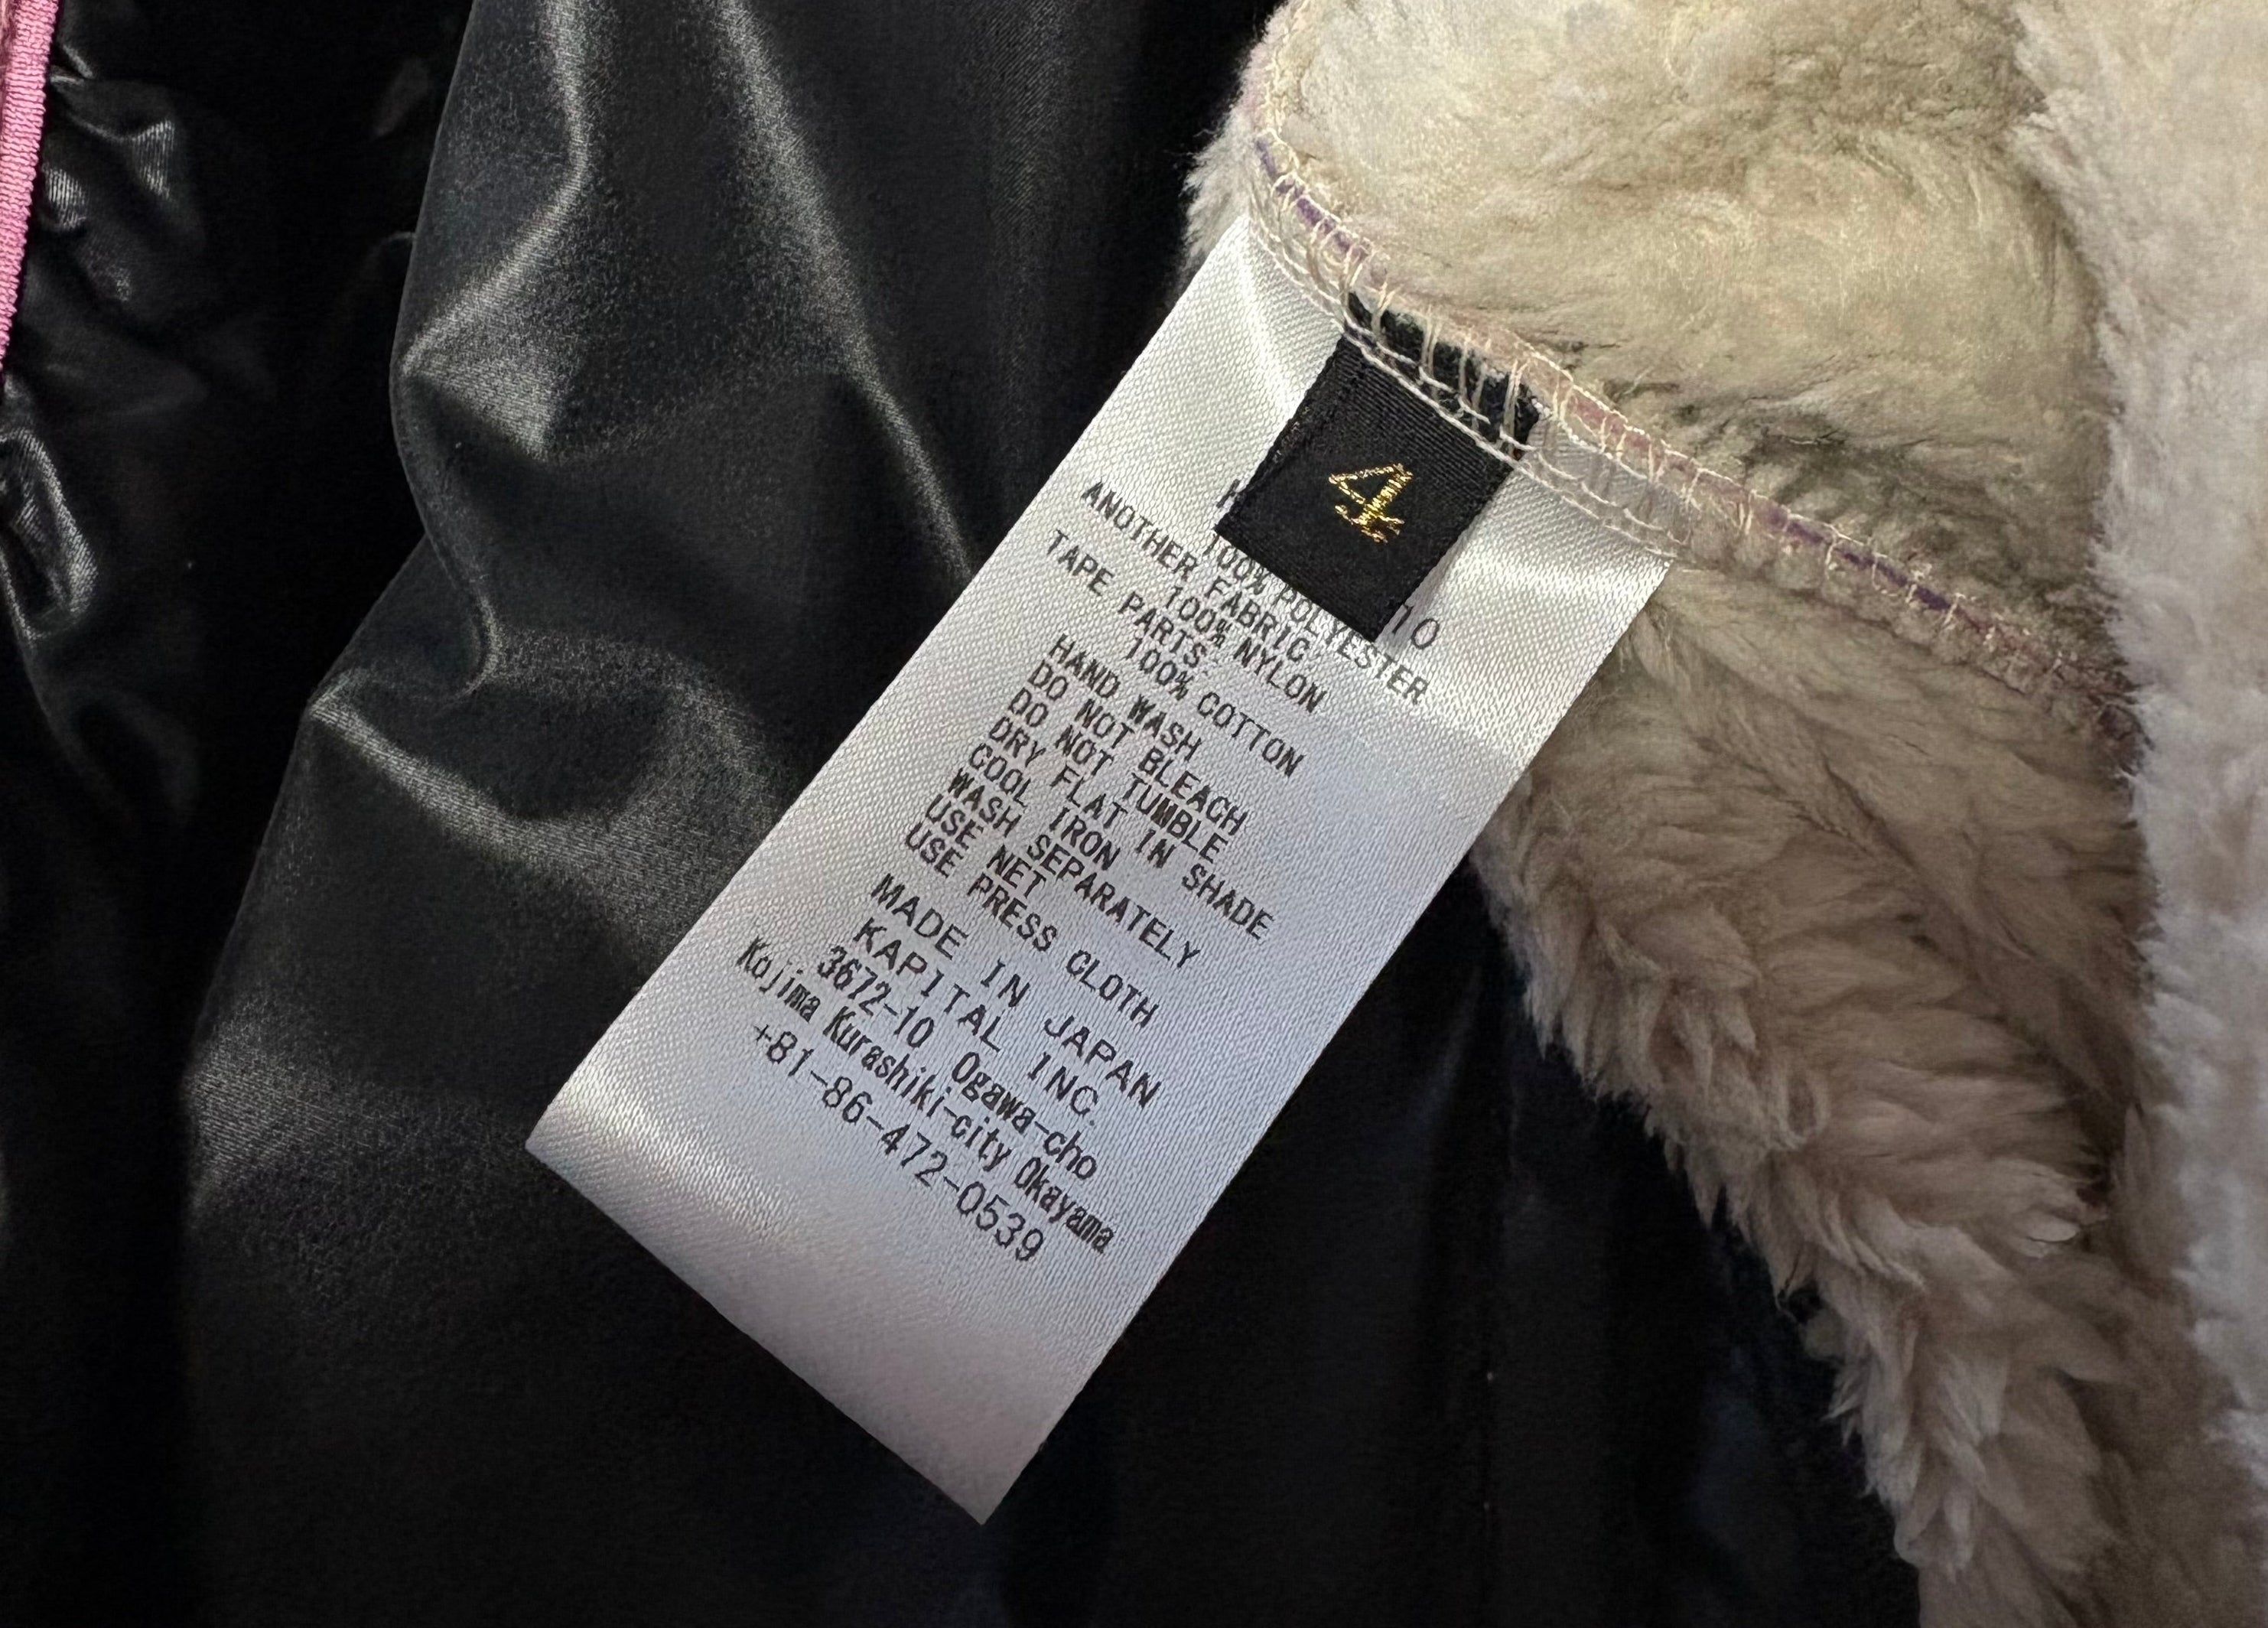 4
100% POLYESTER
ANOTHER FABRIC
100% NYLON
TAPE PARTS
100% COTTON
HAND WASH
DO NOT BLEACH
DO NOT TUMBLE
DRY FLAT IN SHADE
COOL IRON
WASH SEPARATELY
USE NET
USE PRESS CLOTH
MADE IN JAPAN
KAPITAL INC.
3672-10 Ogawa-cho
Kojima Kurashiki-city Okayama
+81-86-472-0539